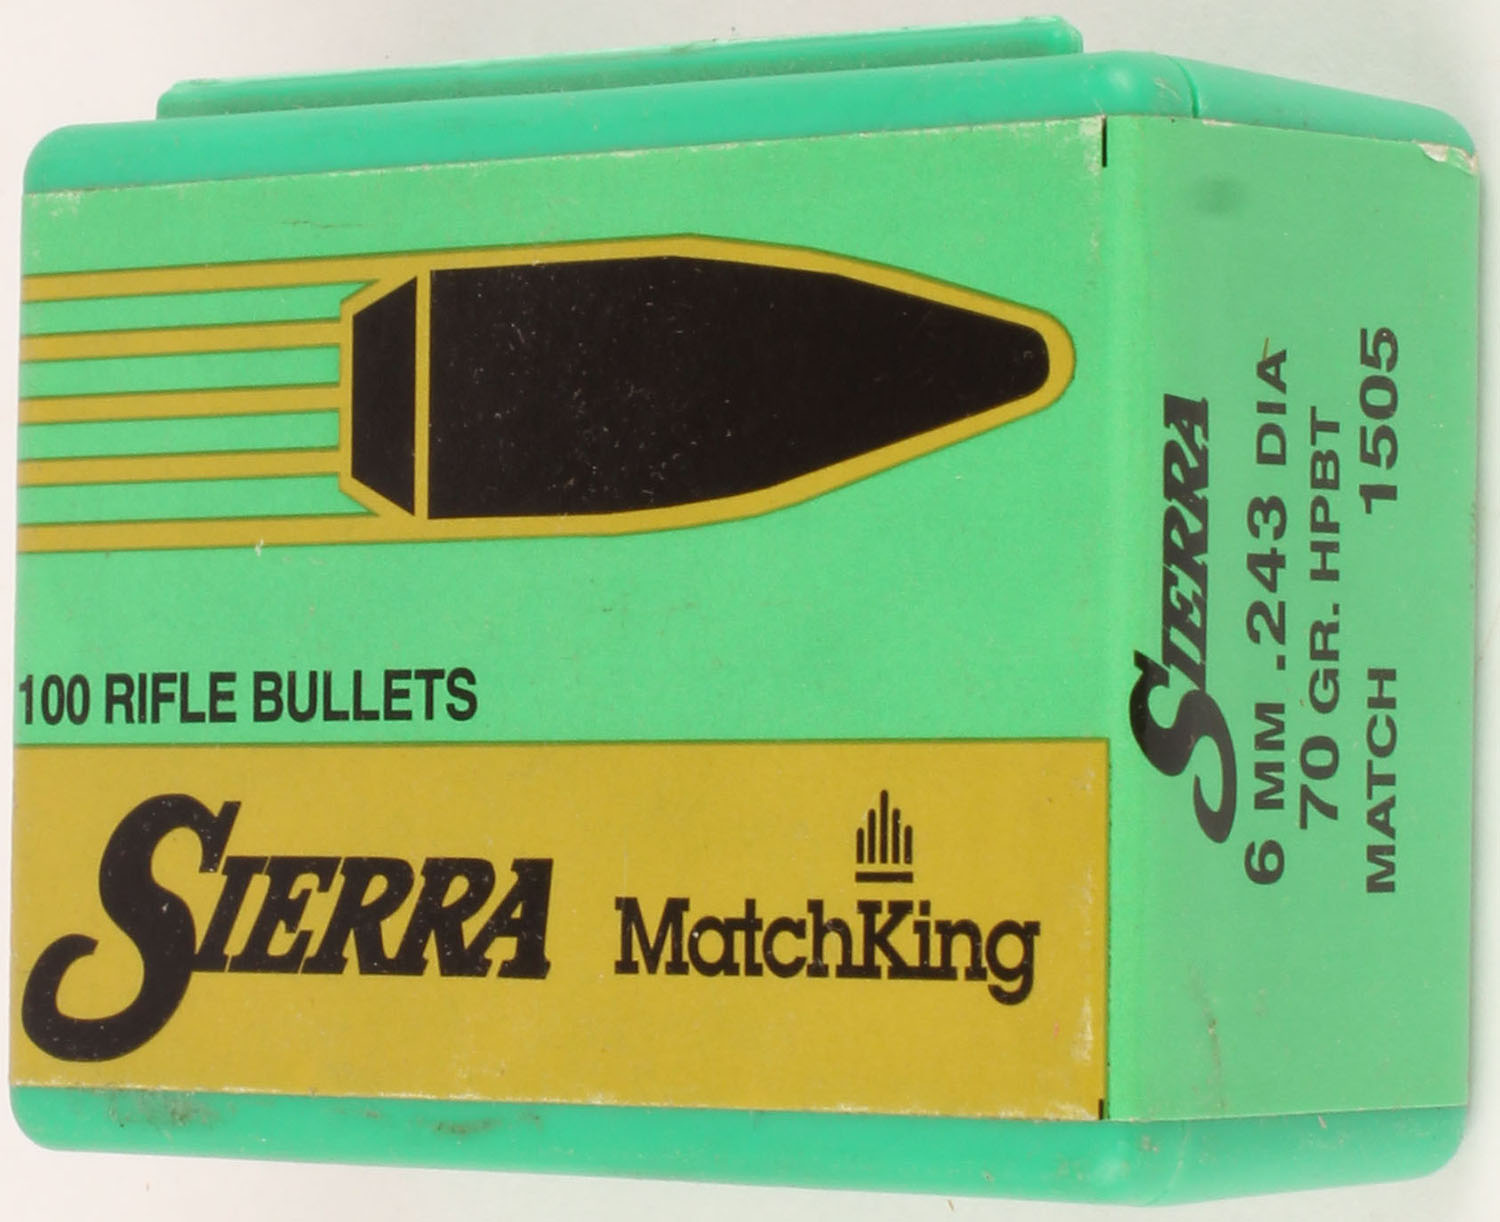 100 RIFLE BULLETS
SIERRA
MatchKing
SIERRA
6 MM .243 DIA
70 GR. HPBT
MATCH 1505